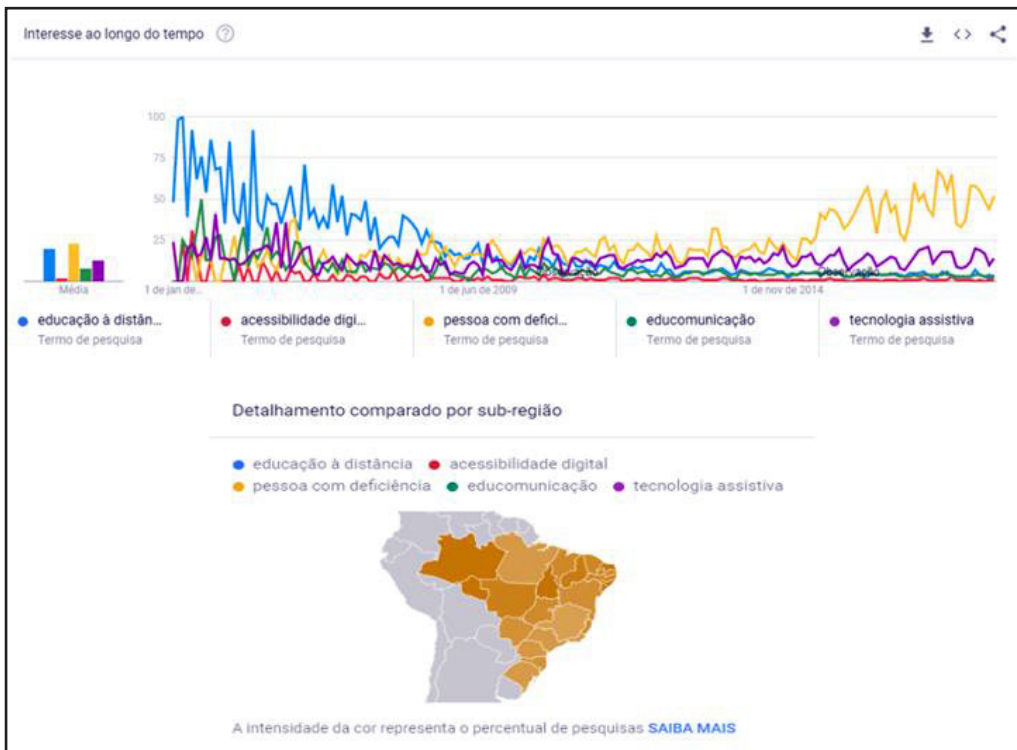 Interesse ao longo do tempo
100
75
50
25
Média
1 de jan de...
1 de jun de 2009
1 de nov de 2014
educação à distân...
Termo de pesquisa
acessibilidade digi...
Termo de pesquisa
pessoa com defici...
Termo de pesquisa
educomunicação
Termo de pesquisa
tecnologia assistiva
Termo de pesquisa
Detalhamento comparado por sub-região
educação à distância acessibilidade digital
pessoa com deficiência educomunicação tecnologia assistiva
A intensidade da cor representa o percentual de pesquisas SAIBA MAIS